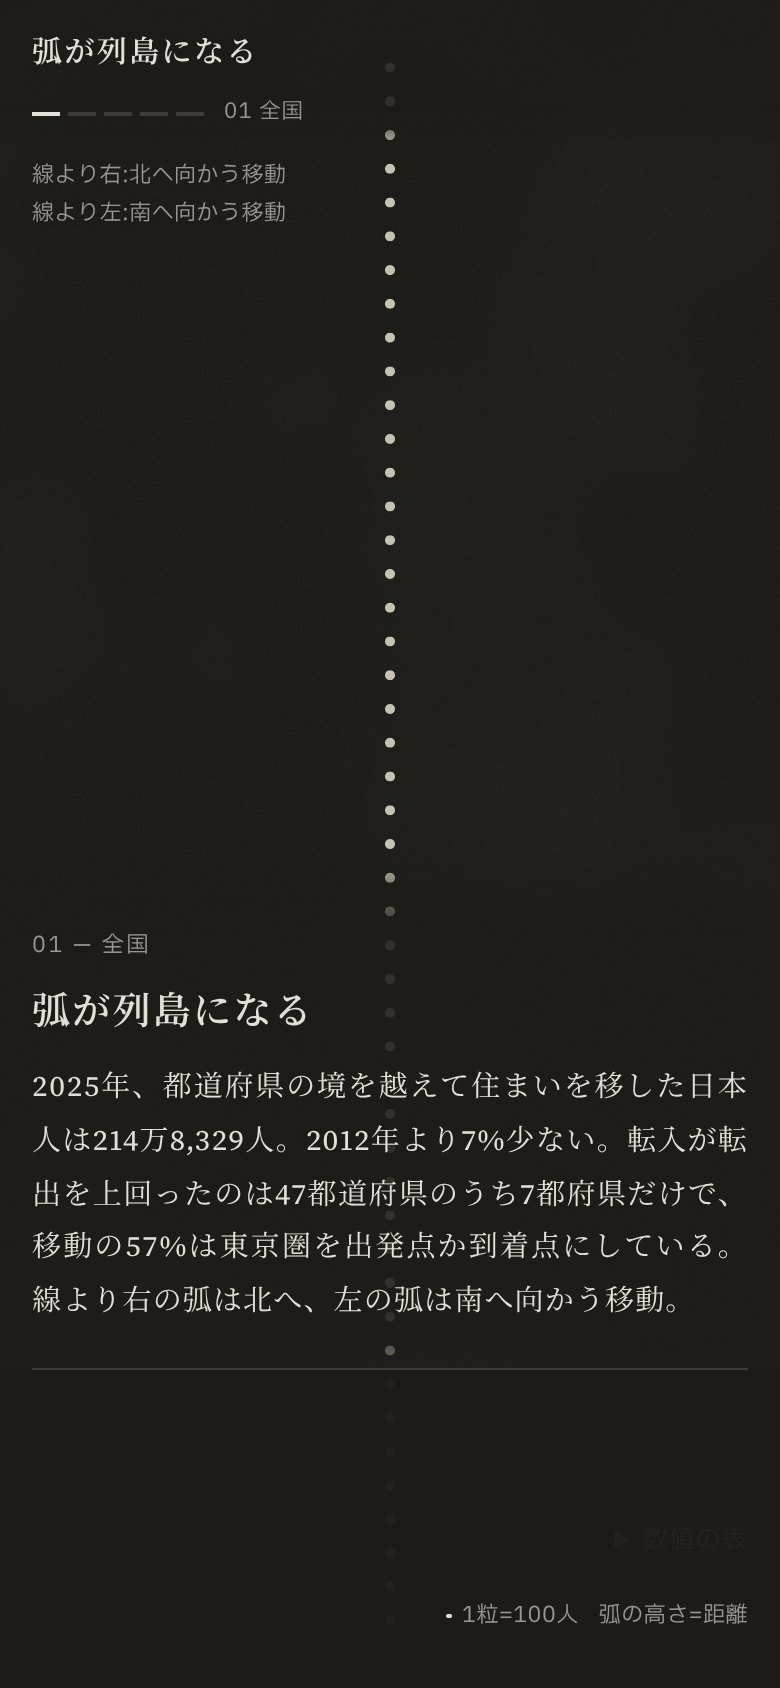 弧が列島になる
01 全国
線より右:北へ向かう移動
線より左:南へ向かう移動
01 — 全国
弧が列島になる
2025年、都道府県の境を越えて住まいを移した日本
人は214万8,329人。2012年より7%少ない。転入が転
出を上回ったのは47都道府県のうち7都府県だけで、
移動の57%は東京圏を出発点か到着点にしている。
線より右の弧は北へ、左の弧は南へ向かう移動。
▶ 数値の表
1粒=100人 弧の高さ=距離